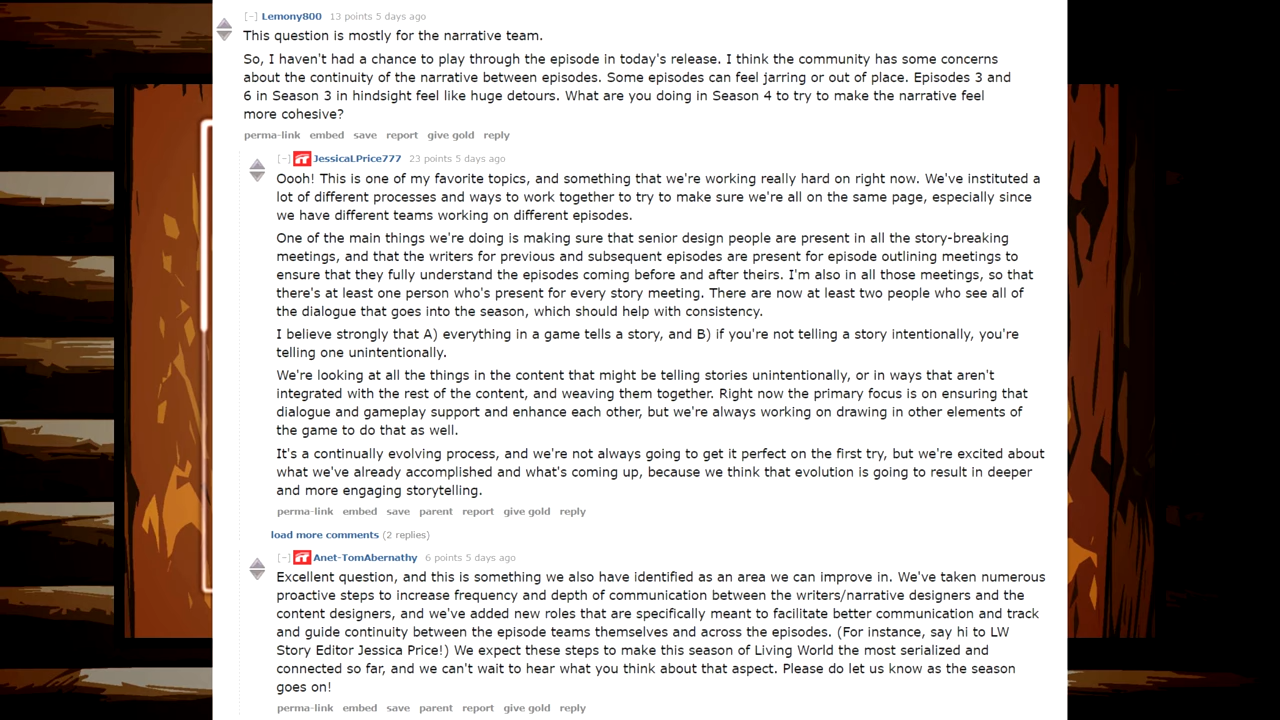 [–] Lemony800 13 points 5 days ago
This question is mostly for the narrative team.
So, I haven't had a chance to play through the episode in today's release. I think the community has some concerns
about the continuity of the narrative between episodes. Some episodes can feel jarring or out of place. Episodes 3 and
6 in Season 3 in hindsight feel like huge detours. What are you doing in Season 4 to try to make the narrative feel
more cohesive?
perma-link embed save report give gold reply
[–] JessicaLPrice777 23 points 5 days ago
Oooh! This is one of my favorite topics, and something that we're working really hard on right now. We've instituted a
lot of different processes and ways to work together to try to make sure we're all on the same page, especially since
we have different teams working on different episodes.
One of the main things we're doing is making sure that senior design people are present in all the story-breaking
meetings, and that the writers for previous and subsequent episodes are present for episode outlining meetings to
ensure that they fully understand the episodes coming before and after theirs. I'm also in all those meetings, so that
there's at least one person who's present for every story meeting. There are now at least two people who see all of
the dialogue that goes into the season, which should help with consistency.
I believe strongly that A) everything in a game tells a story, and B) if you're not telling a story intentionally, you're
telling one unintentionally.
We're looking at all the things in the content that might be telling stories unintentionally, or in ways that aren't
integrated with the rest of the content, and weaving them together. Right now the primary focus is on ensuring that
dialogue and gameplay support and enhance each other, but we're always working on drawing in other elements of
the game to do that as well.
It's a continually evolving process, and we're not always going to get it perfect on the first try, but we're excited about
what we've already accomplished and what's coming up, because we think that evolution is going to result in deeper
and more engaging storytelling.
perma-link embed save parent report give gold reply
load more comments (2 replies)
[–] Anet-TomAbernathy 6 points 5 days ago
Excellent question, and this is something we also have identified as an area we can improve in. We've taken numerous
proactive steps to increase frequency and depth of communication between the writers/narrative designers and the
content designers, and we've added new roles that are specifically meant to facilitate better communication and track
and guide continuity between the episode teams themselves and across the episodes. (For instance, say hi to LW
Story Editor Jessica Price!) We expect these steps to make this season of Living World the most serialized and
connected so far, and we can't wait to hear what you think about that aspect. Please do let us know as the season
goes on!
perma-link embed save parent report give gold reply